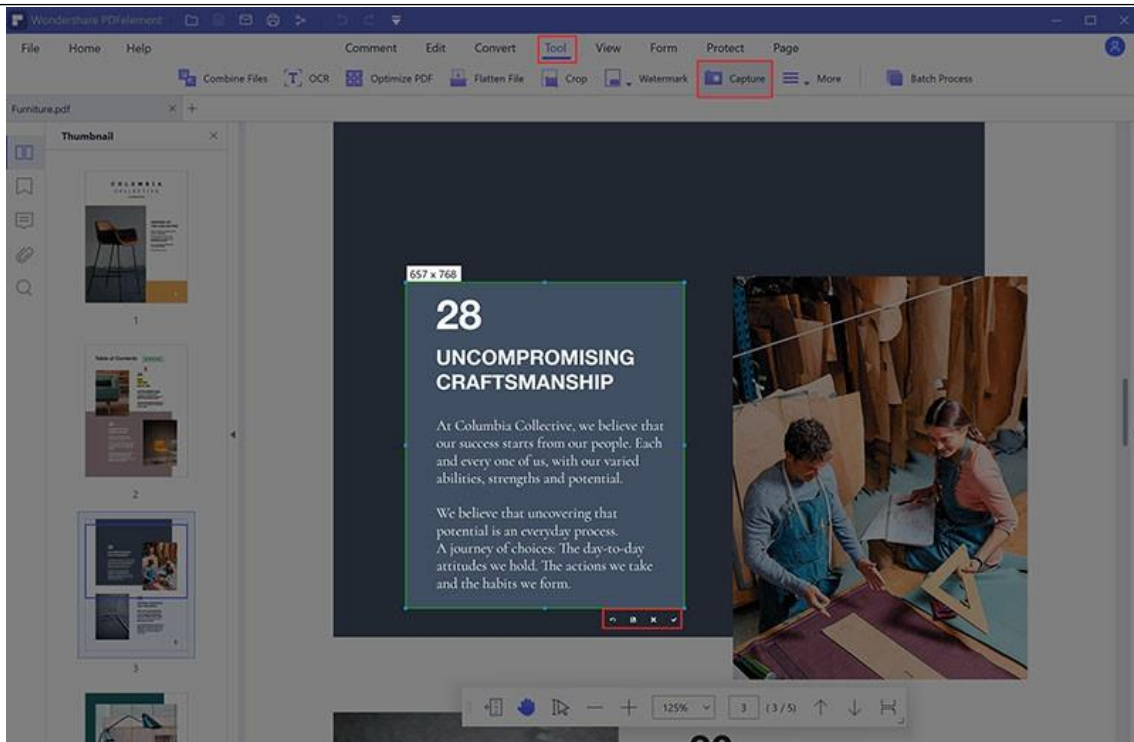 Wondershare PDFelement
File Home Help Comment Edit Convert Tool View Form Protect Page
Combine Files OCR Optimize PDF Flatten File Crop Watermark Capture More Batch Process
Furniture.pdf
Thumbnail
COLUMBIA
COLLECTIVE
1
Table of Contents
2
3
657 x 768
28
UNCOMPROMISING
CRAFTSMANSHIP
At Columbia Collective, we believe that
our success starts from our people. Each
and every one of us, with our varied
abilities, strengths and potential.
We believe that uncovering that
potential is an everyday process.
A journey of choices: The day-to-day
attitudes we hold. The actions we take
and the habits we form.
125% 3 (3/5)